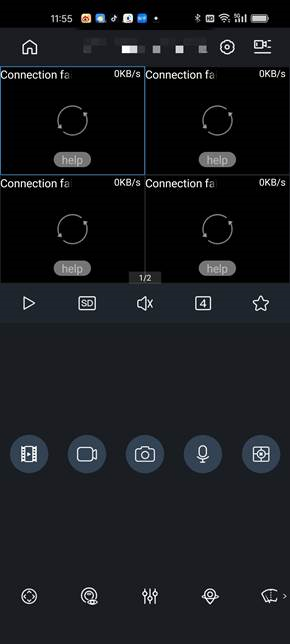 11:55
Connection fa 0KB/s
Connection fa 0KB/s
help
help
Connection fa 0KB/s
Connection fa 0KB/s
help
help
1/2
SD
4